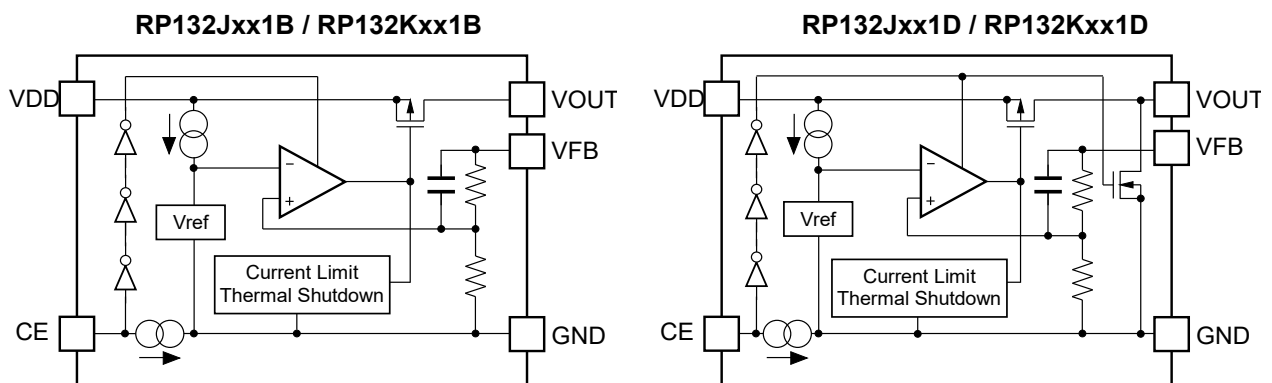 RP132Jxx1B / RP132Kxx1B
VDD
VOUT
VFB
−
+
Vref
Current Limit
Thermal Shutdown
CE
GND
RP132Jxx1D / RP132Kxx1D
VDD
VOUT
VFB
−
+
Vref
Current Limit
Thermal Shutdown
CE
GND